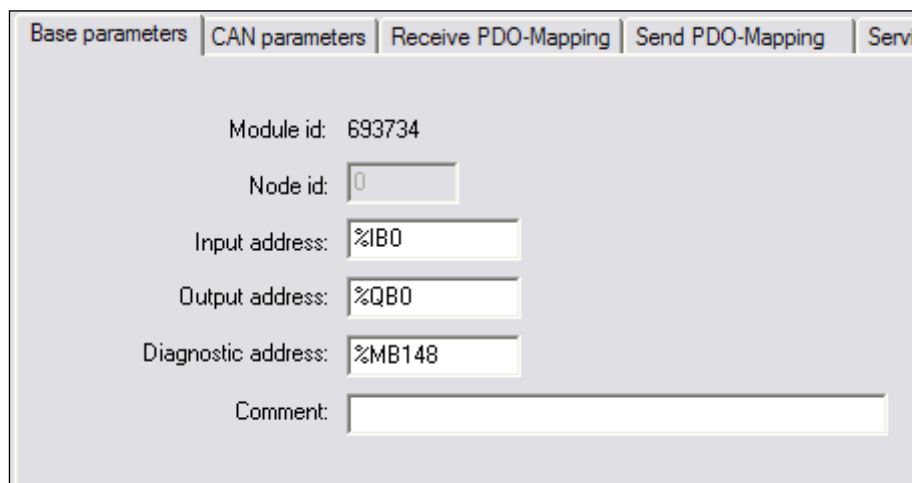 Base parameters CAN parameters Receive PDO-Mapping Send PDO-Mapping Servi
Module id: 693734
Node id: 0
Input address: %IB0
Output address: %QB0
Diagnostic address: %MB148
Comment: